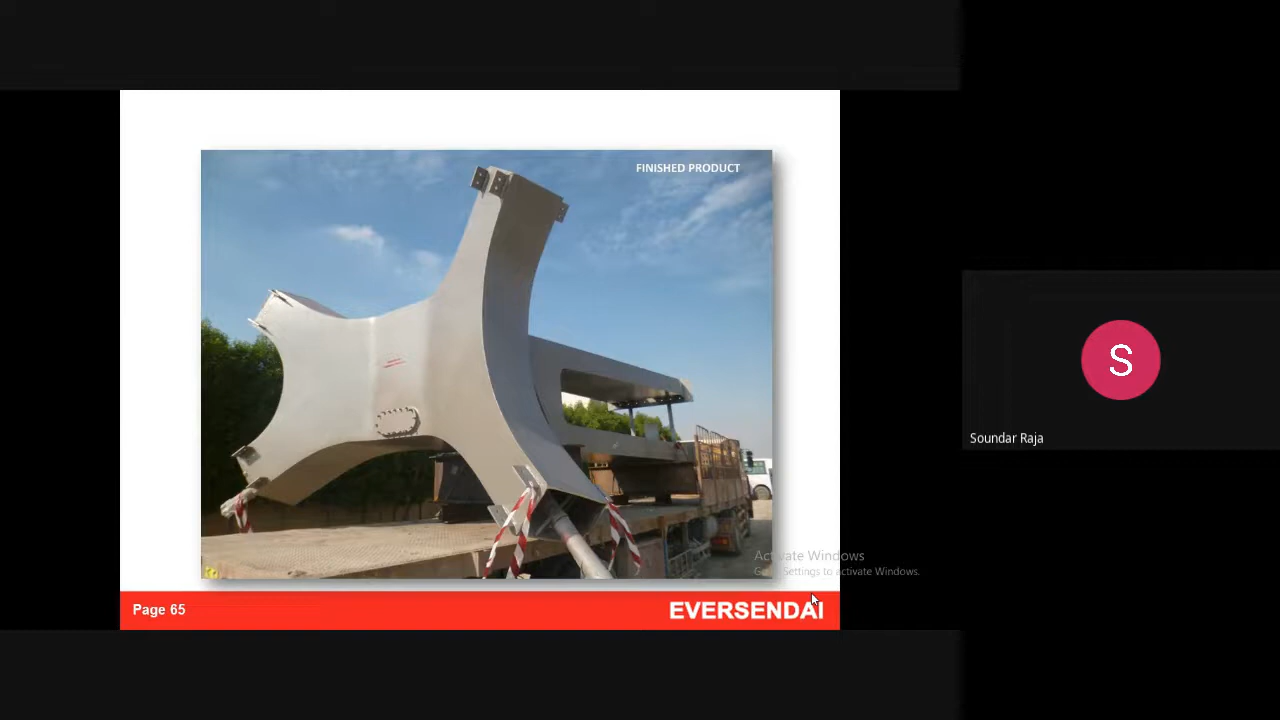 FINISHED PRODUCT
Activate Windows
Go to Settings to activate Windows.
Page 65
EVERSENDAI
S
Soundar Raja